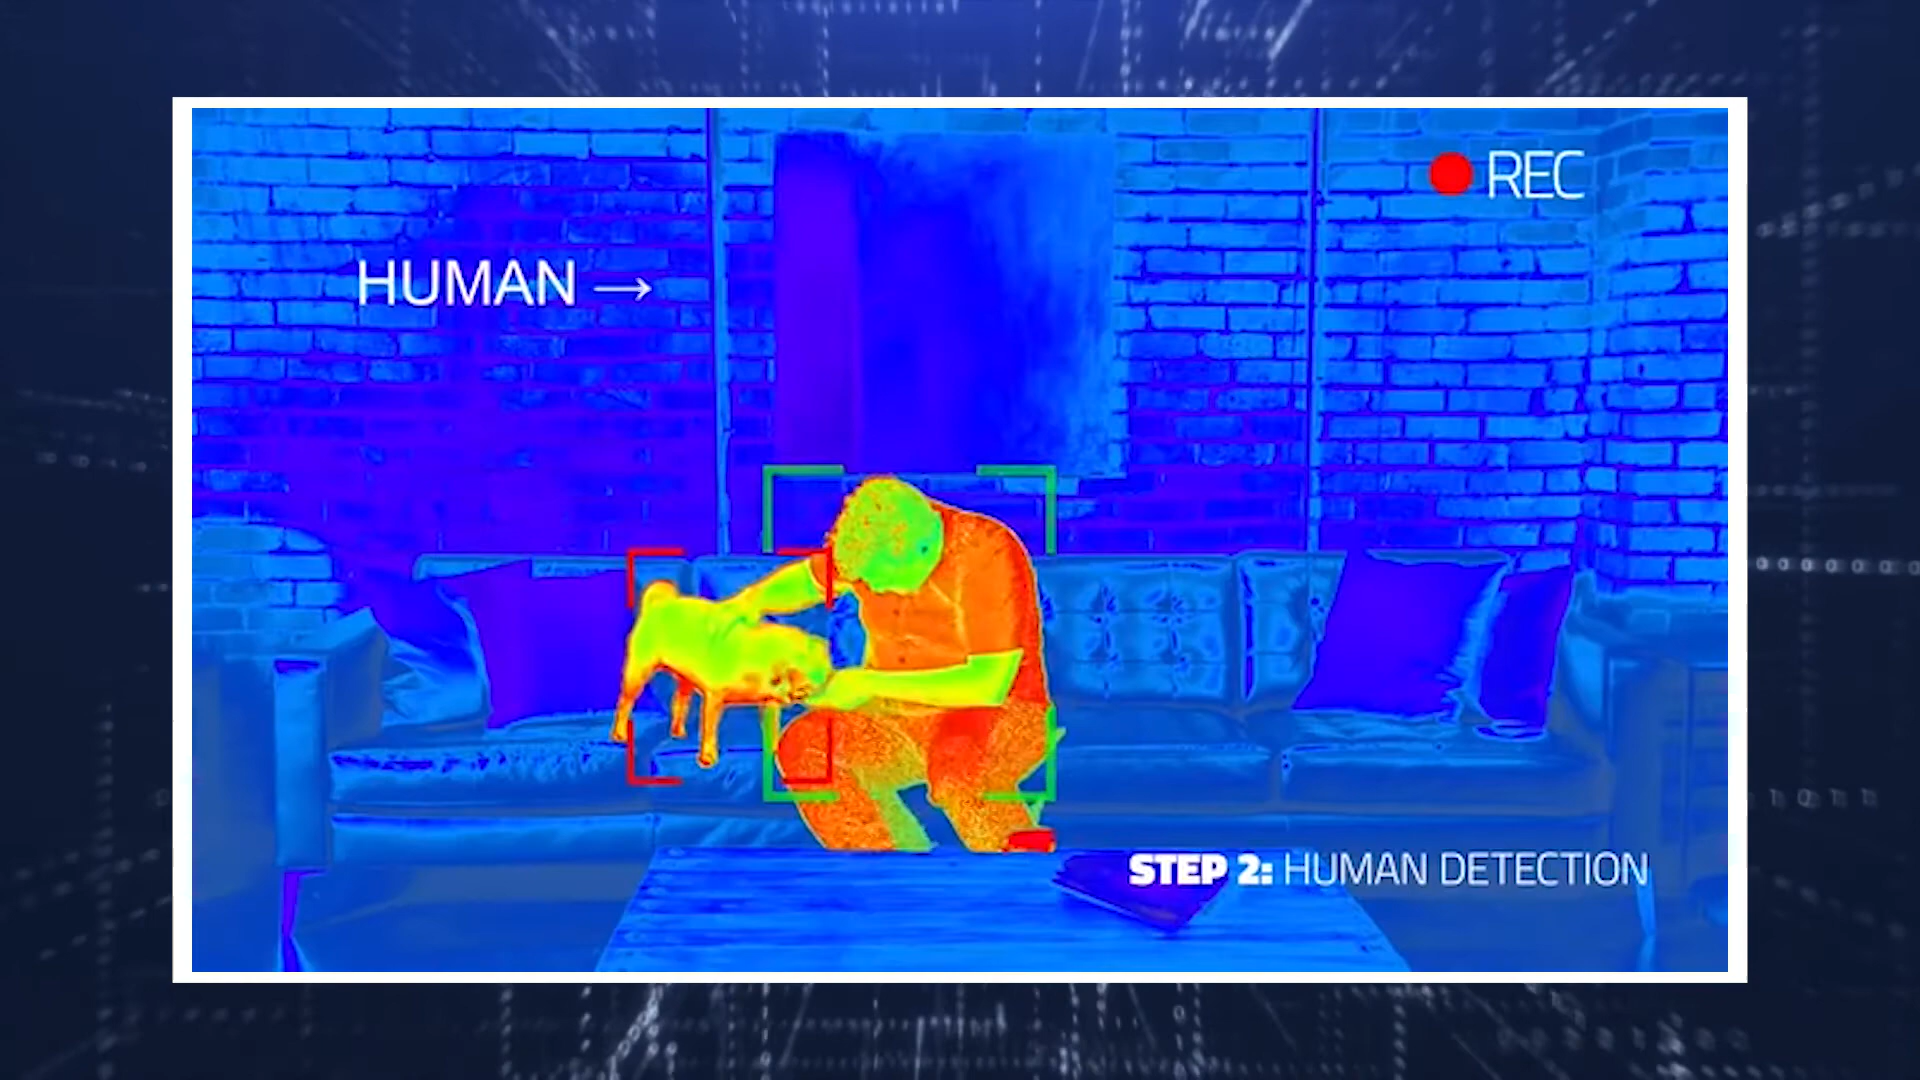 REC
HUMAN →
STEP 2: HUMAN DETECTION